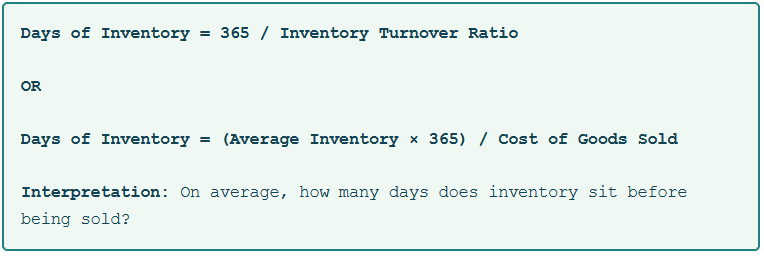 Days of Inventory = 365 / Inventory Turnover Ratio
OR
Days of Inventory = (Average Inventory × 365) / Cost of Goods Sold
Interpretation: On average, how many days does inventory sit before
being sold?